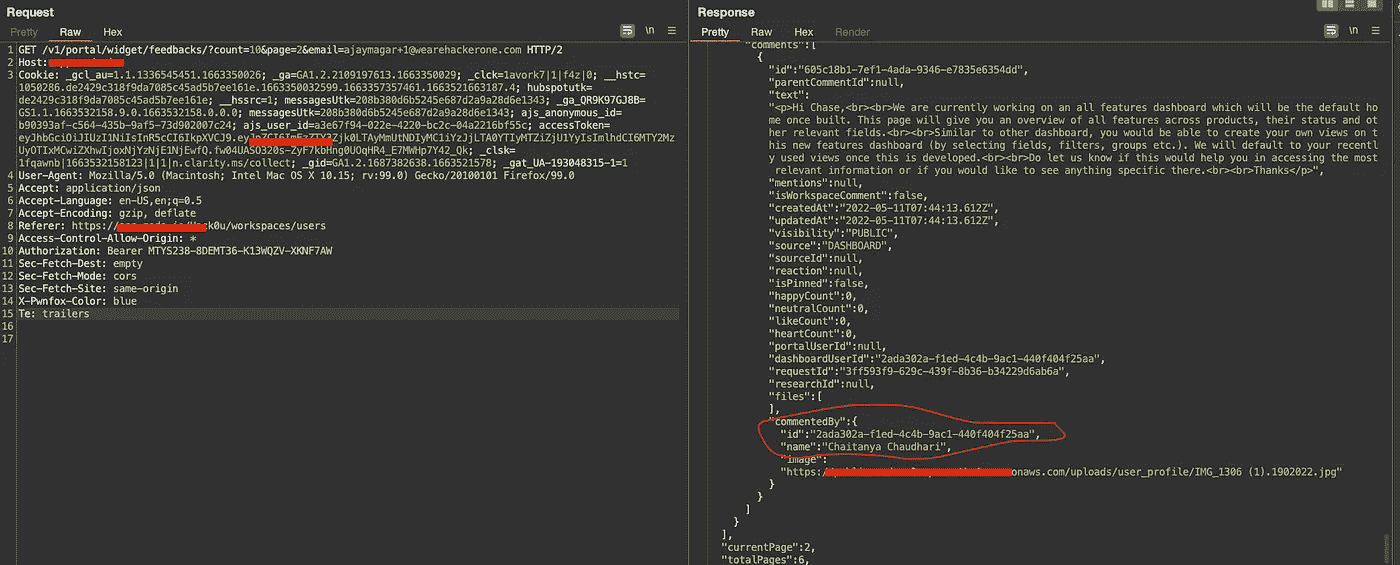 Request
Pretty
Raw
Hex
\n
1 GET /v1/portal/widget/feedbacks/?count=10&page=2&email=ajaymagar+1@wearehackerone.com HTTP/2
2 Host:
3 Cookie: _gcl_au=1.1.1336545451.1663350026; _ga=GA1.2.2109197613.1663350029; _clck=1avork7|1|f4z|0; __hstc=
1050286.de2429c318f9da7085c45ad5b7ee161e.1663350032599.1663357357461.1663521663187.4; hubspotutk=
de2429c318f9da7085c45ad5b7ee161e; __hssrc=1; messagesUtk=208b380d6b5245e687d2a9a28d6e1343; _ga_QR9K97GJ8B=
GS1.1.1663532158.9.0.1663532158.0.0.0; messagesUtk=208b380d6b5245e687d2a9a28d6e1343; ajs_anonymous_id=
b90393af-c564-435b-9af5-73d902007c24; ajs_user_id=a3e67f94-022e-4220-bc2c-04a2216bf55c; accessToken=
1fqawnb|1663532158123|1|1|n.clarity.ms/collect; _gid=GA1.2.1687382638.1663521578; _gat_UA-193048315-1=1
4 User-Agent: Mozilla/5.0 (Macintosh; Intel Mac OS X 10.15; rv:99.0) Gecko/20100101 Firefox/99.0
5 Accept: application/json
6 Accept-Language: en-US,en;q=0.5
7 Accept-Encoding: gzip, deflate
8 Referer: https:// k0u/workspaces/users
9 Access-Control-Allow-Origin: *
10 Authorization: Bearer MTYS238-8DEMT36-K13WQZV-XKNF7AW
11 Sec-Fetch-Dest: empty
12 Sec-Fetch-Mode: cors
13 Sec-Fetch-Site: same-origin
14 X-Pwnfox-Color: blue
15 Te: trailers
16
17
Response
Pretty
Raw
Hex
Render
\n
"comments":[
{
"id":"605c18b1-7ef1-4ada-9346-e7835e6354dd",
"parentCommentId":null,
"text":
"<p>Hi Chase,<br><br>We are currently working on an all features dashboard which will be the default ho
me once built. This page will give you an overview of all features across products, their status and ot
her relevant fields.<br><br>Similar to other dashboard, you would be able to create your own views on t
his new features dashboard (by selecting fields, filters, groups etc.). We will default to your recentl
y used views once this is developed.<br><br>Do let us know if this would help you in accessing the most
relevant information or if you would like to see anything specific there.<br><br>Thanks</p>",
"mentions":null,
"isWorkspaceComment":false,
"createdAt":"2022-05-11T07:44:13.612Z",
"updatedAt":"2022-05-11T07:44:13.612Z",
"visibility":"PUBLIC",
"source":"DASHBOARD",
"sourceId":null,
"reaction":null,
"isPinned":false,
"happyCount":0,
"neutralCount":0,
"likeCount":0,
"heartCount":0,
"portalUserId":null,
"dashboardUserId":"2ada302a-f1ed-4c4b-9ac1-440f404f25aa",
"requestId":"3ff593f9-629c-439f-8b36-b34229d6ab6a",
"researchId":null,
"files":[
],
"commentedBy":{
"id":"2ada302a-f1ed-4c4b-9ac1-440f404f25aa",
"name":"Chaitanya Chaudhari",
"image":
"https: onaws.com/uploads/user_profile/IMG_1306 (1).1902022.jpg"
}
}
]
}
],
"currentPage":2,
"totalPages":6,